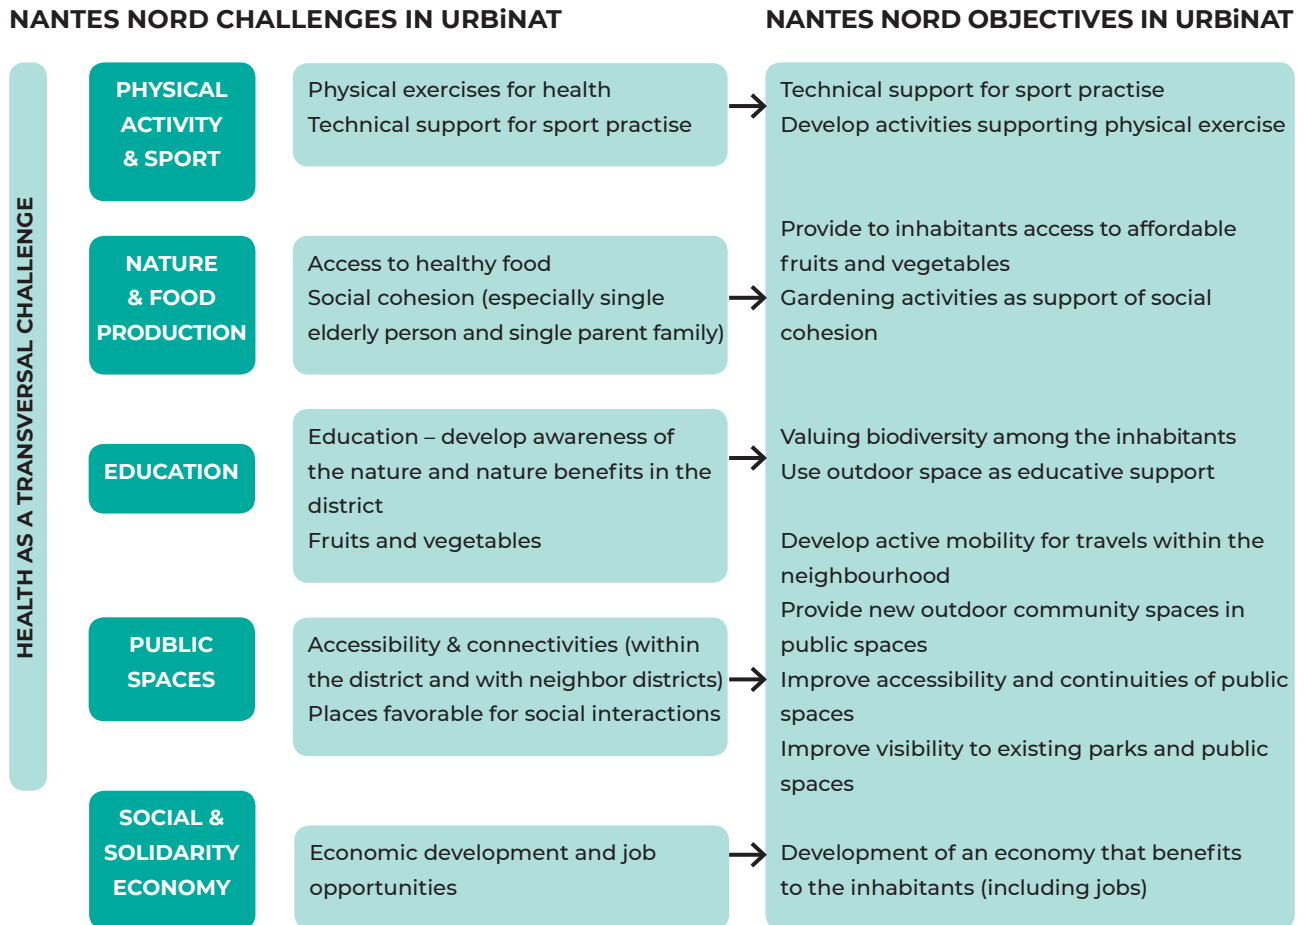 NANTES NORD CHALLENGES IN URBiNAT
NANTES NORD OBJECTIVES IN URBiNAT
HEALTH AS A TRANSVERSAL CHALLENGE
PHYSICAL
ACTIVITY
& SPORT
Physical exercises for health
Technical support for sport practise
Technical support for sport practise
Develop activities supporting physical exercise
NATURE
& FOOD
PRODUCTION
Access to healthy food
Social cohesion (especially single
elderly person and single parent family)
Provide to inhabitants access to affordable
fruits and vegetables
Gardening activities as support of social
cohesion
EDUCATION
Education – develop awareness of
the nature and nature benefits in the
district
Fruits and vegetables
Valuing biodiversity among the inhabitants
Use outdoor space as educative support
PUBLIC
SPACES
Accessibility & connectivities (within
the district and with neighbor districts)
Places favorable for social interactions
Develop active mobility for travels within the
neighbourhood
Provide new outdoor community spaces in
public spaces
Improve accessibility and continuities of public
spaces
Improve visibility to existing parks and public
spaces
SOCIAL &
SOLIDARITY
ECONOMY
Economic development and job
opportunities
Development of an economy that benefits
to the inhabitants (including jobs)